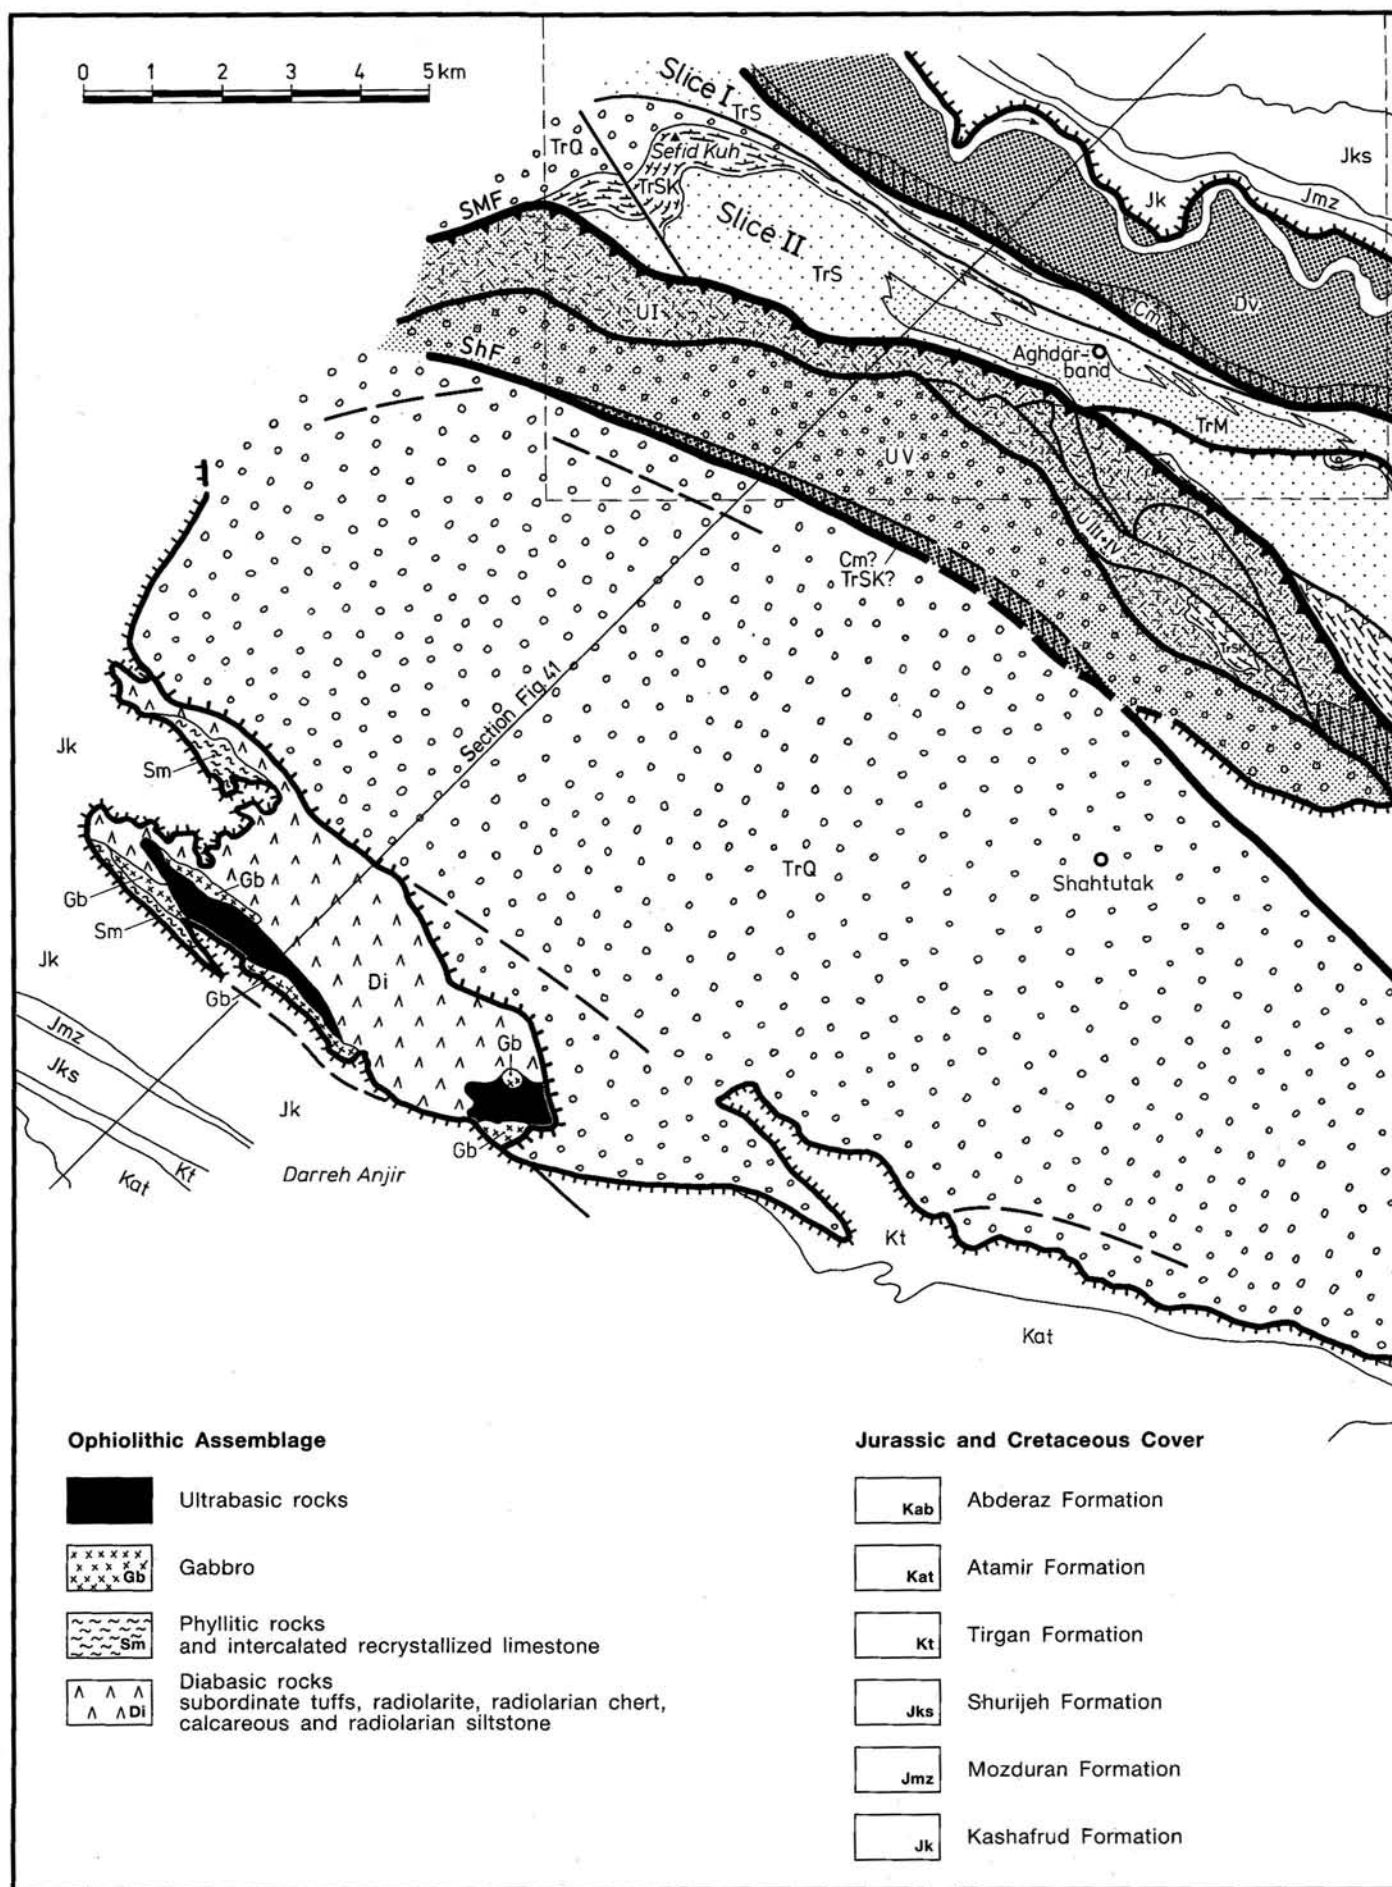 0 1 2 3 4 5 km
Slice I
TrS
TrQ
Sefid Kuh
TrSK
SMF
Slice II
TrS
Jks
Jmz
Jk
Dv
Cm
UI
ShF
Aghdar-
band
TrM
UV
UIII+IV
Cm?
TrSK?
TrSK
Section Fig. 41
Jk
Sm
TrQ
Shahtutak
Gb
Gb
Sm
Jk
Gb
Di
Jmz
Jks
Gb
Jk
Kt
Kat
Gb
Darreh Anjir
Kt
Kat
Ophiolithic Assemblage
Ultrabasic rocks
Gb
Gabbro
Sm
Phyllitic rocks
and intercalated recrystallized limestone
Di
Diabasic rocks
subordinate tuffs, radiolarite, radiolarian chert,
calcareous and radiolarian siltstone
Jurassic and Cretaceous Cover
Kab
Abderaz Formation
Kat
Atamir Formation
Kt
Tirgan Formation
Jks
Shurijeh Formation
Jmz
Mozduran Formation
Jk
Kashafrud Formation